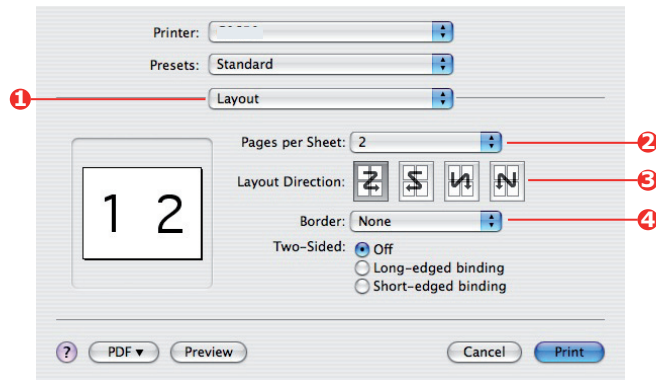 Printer:
Presets: Standard
1 Layout
Pages per Sheet: 2 2
Layout Direction: 3
1 2
Border: None 4
Two-Sided: Off
Long-edged binding
Short-edged binding
? PDF Preview Cancel Print